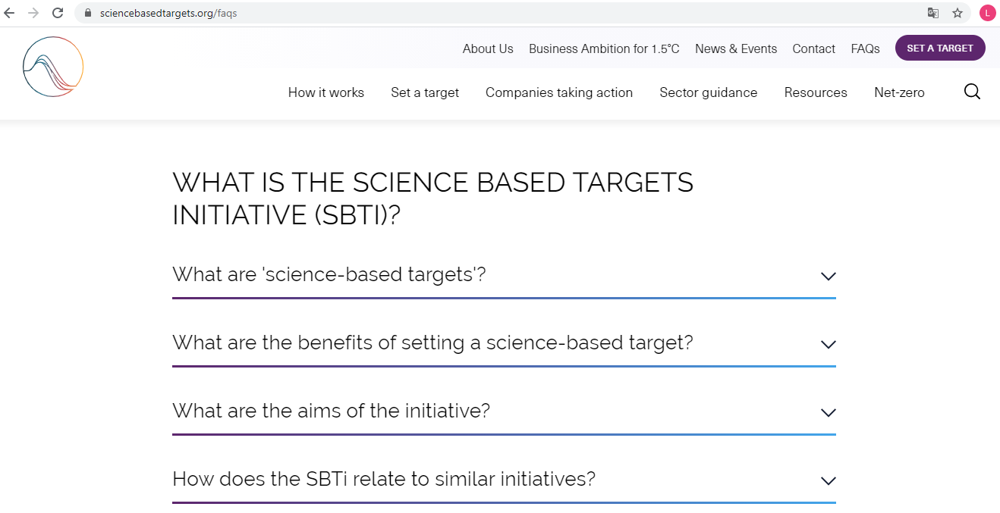 sciencebasedtargets.org/faqs
L
About Us Business Ambition for 1.5°C News & Events Contact FAQs SET A TARGET
How it works Set a target Companies taking action Sector guidance Resources Net-zero
WHAT IS THE SCIENCE BASED TARGETS
INITIATIVE (SBTI)?
What are 'science-based targets'?
What are the benefits of setting a science-based target?
What are the aims of the initiative?
How does the SBTi relate to similar initiatives?